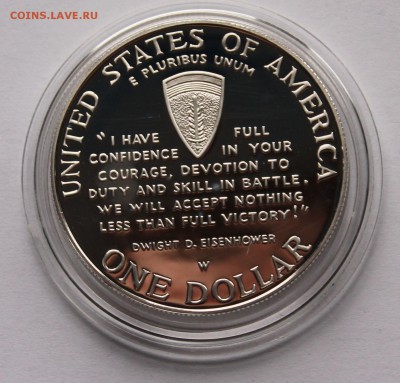 COINS.LAVE.RU
UNITED STATES OF AMERICA
E PLURIBUS UNUM
"I HAVE FULL
CONFIDENCE IN YOUR
COURAGE, DEVOTION TO
DUTY AND SKILL IN BATTLE.
WE WILL ACCEPT NOTHING
LESS THAN FULL VICTORY!"
DWIGHT D. EISENHOWER
W
ONE DOLLAR